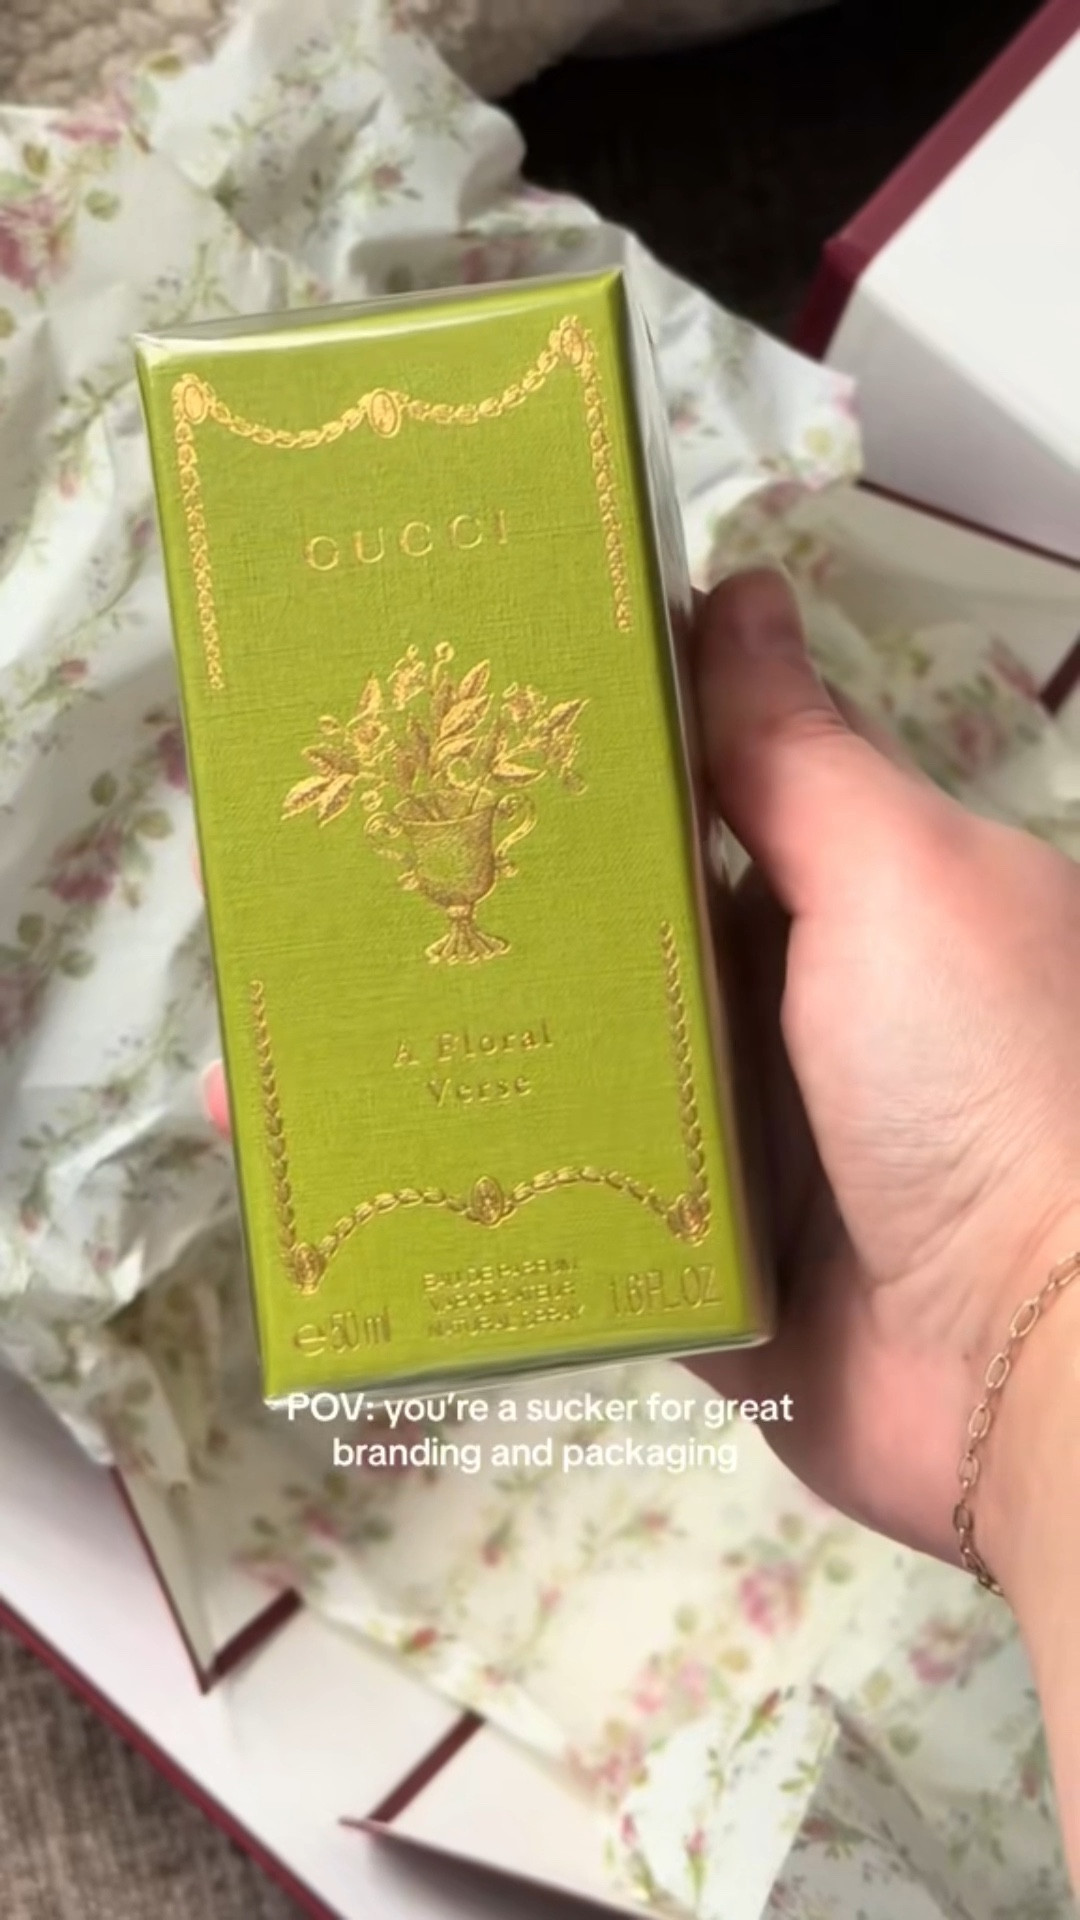 GUCCI
A Floral
Verse
EAU DE PARFUM
VAPORISATEUR
NATURAL SPRAY
e 50 ml
1.6 FL.OZ
POV: you're a sucker for great
branding and packaging